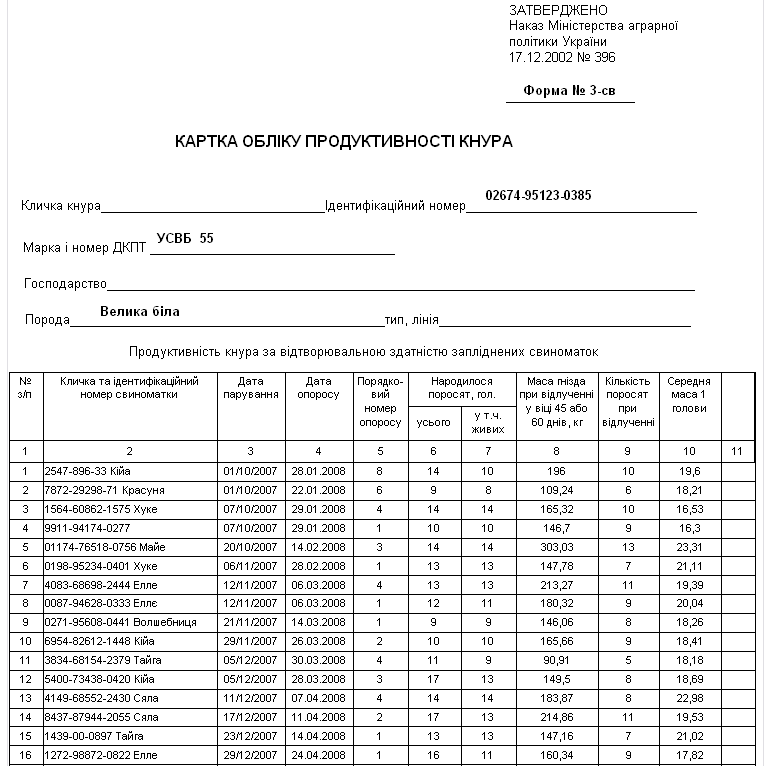 ЗАТВЕРДЖЕНО
Наказ Міністерства аграрної
політики України
17.12.2002 № 396
Форма № 3-св
КАРТКА ОБЛІКУ ПРОДУКТИВНОСТІ КНУРА
Кличка кнура Ідентифікаційний номер 02674-95123-0385
Марка і номер ДКПТ УСВБ 55
Господарство
Порода Велика біла тип, лінія
Продуктивність кнура за відтворювальною здатністю запліднених свиноматок
№ з/п Кличка та ідентифікаційний номер свиноматки Дата парування Дата опоросу Порядко-вий номер опоросу Народилося поросят, гол. усього у т.ч. живих Маса гнізда при відлученні у віці 45 або 60 днів, кг Кількість поросят при відлученні Середня маса 1 голови
1 2 3 4 5 6 7 8 9 10 11
1 2547-896-33 Кійа 01/10/2007 28.01.2008 8 14 10 196 10 19,6
2 7872-29298-71 Красуня 01/10/2007 22.01.2008 6 9 8 109,24 6 18,21
3 1564-60862-1575 Хуке 07/10/2007 29.01.2008 4 14 14 165,32 10 16,53
4 9911-94174-0277 07/10/2007 29.01.2008 1 10 10 146,7 9 16,3
5 01174-76518-0756 Майе 20/10/2007 14.02.2008 3 14 14 303,03 13 23,31
6 0198-95234-0401 Хуке 06/11/2007 28.02.2008 1 13 13 147,78 7 21,11
7 4083-68698-2444 Елле 12/11/2007 06.03.2008 4 13 13 213,27 11 19,39
8 0087-94628-0333 Еллє 12/11/2007 06.03.2008 1 12 11 180,32 9 20,04
9 0271-95608-0441 Волшебниця 21/11/2007 14.03.2008 1 9 9 146,06 8 18,26
10 6954-82612-1448 Кійа 29/11/2007 26.03.2008 2 10 10 165,66 9 18,41
11 3834-68154-2379 Тайга 05/12/2007 30.03.2008 4 11 9 90,91 5 18,18
12 5400-73438-0420 Кійа 05/12/2007 28.03.2008 3 17 13 149,5 8 18,69
13 4149-68552-2430 Сяла 11/12/2007 07.04.2008 4 14 14 183,87 8 22,98
14 8437-87944-2055 Сяла 17/12/2007 11.04.2008 2 17 13 214,86 11 19,53
15 1439-00-0897 Тайга 23/12/2007 14.04.2008 1 13 13 147,16 7 21,02
16 1272-98872-0822 Елле 29/12/2007 24.04.2008 1 16 11 160,34 9 17,82